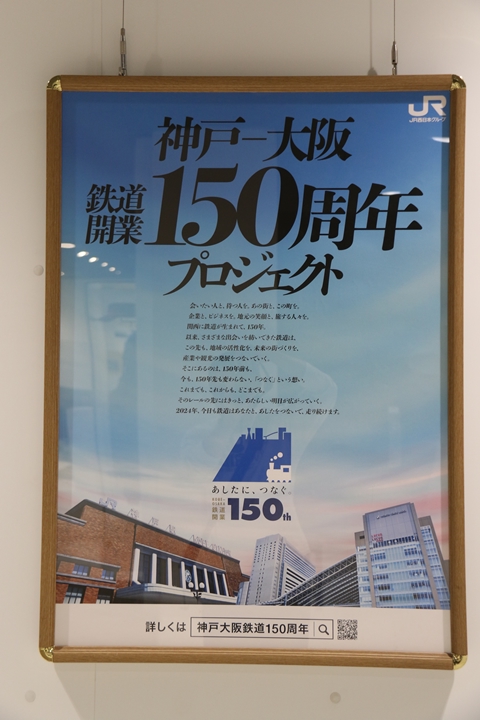 JR
JR西日本グループ
神戸ー大阪
鉄道
開業
150周年
プロジェクト
会いたい人と、待つ人を。あの街と、この町を。
企業と、ビジネスを。地元の笑顔と、旅する人々を。
関西に鉄道が生まれて、150年。
以来、さまざまな出会いを紡いできた鉄道は、
この先も、地域の活性化を、未来の街づくりを、
産業や観光の発展をつないでいく。
そこにあるのは、150年前も、
今も、150年先も変わらない、「つなぐ」という想い。
これまでも、これからも、どこまでも。
そのレールの先にはきっと、あたらしい明日が広がっていく。
2024年、今日も鉄道はあなたと、あしたをつないで、走り続けます。
あしたに、つなぐ。
KOBE-
OSAKA
鉄道
開業
150th
詳しくは 神戸大阪鉄道150周年